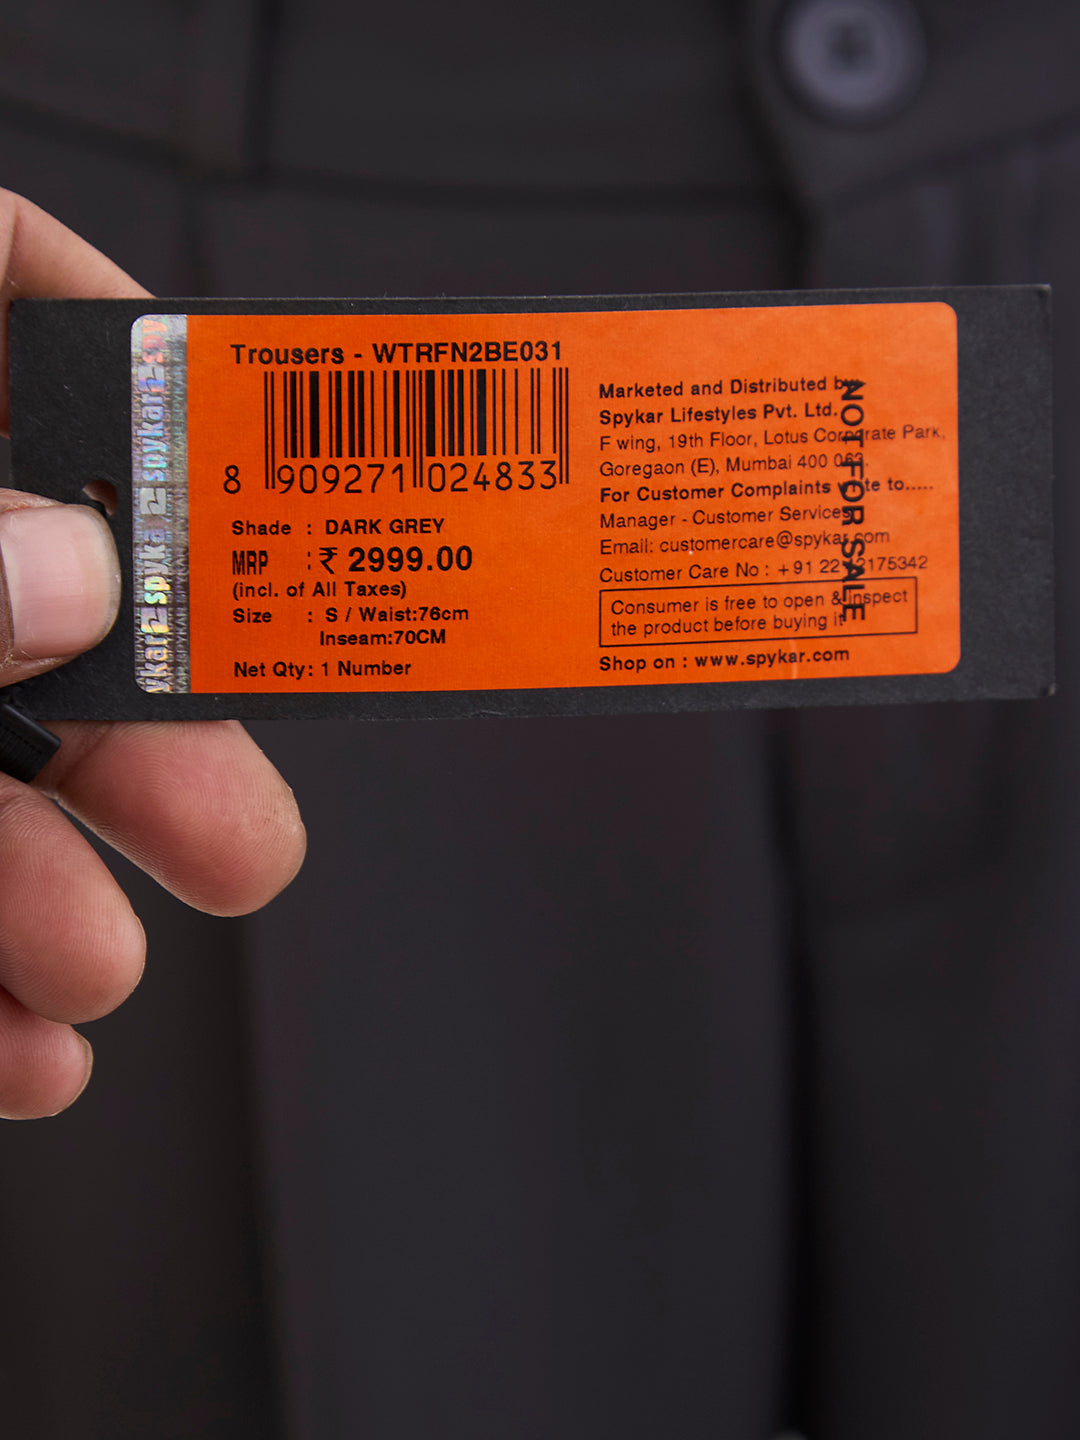 Trousers - WTRFN2BE031
8 909271 024833
Shade : DARK GREY
MRP : ₹ 2999.00
(incl. of All Taxes)
Size : S / Waist:76cm
Inseam:70CM
Net Qty: 1 Number
Marketed and Distributed by
Spykar Lifestyles Pvt. Ltd.
F wing, 19th Floor, Lotus Corporate Park,
Goregaon (E), Mumbai 400 063.
For Customer Complaints write to.....
Manager - Customer Services
Email: customercare@spykar.com
Customer Care No : +91 22 2175342
Consumer is free to open & inspect
the product before buying it
Shop on : www.spykar.com
NOT FOR SALE
spykar
spykar
spykar